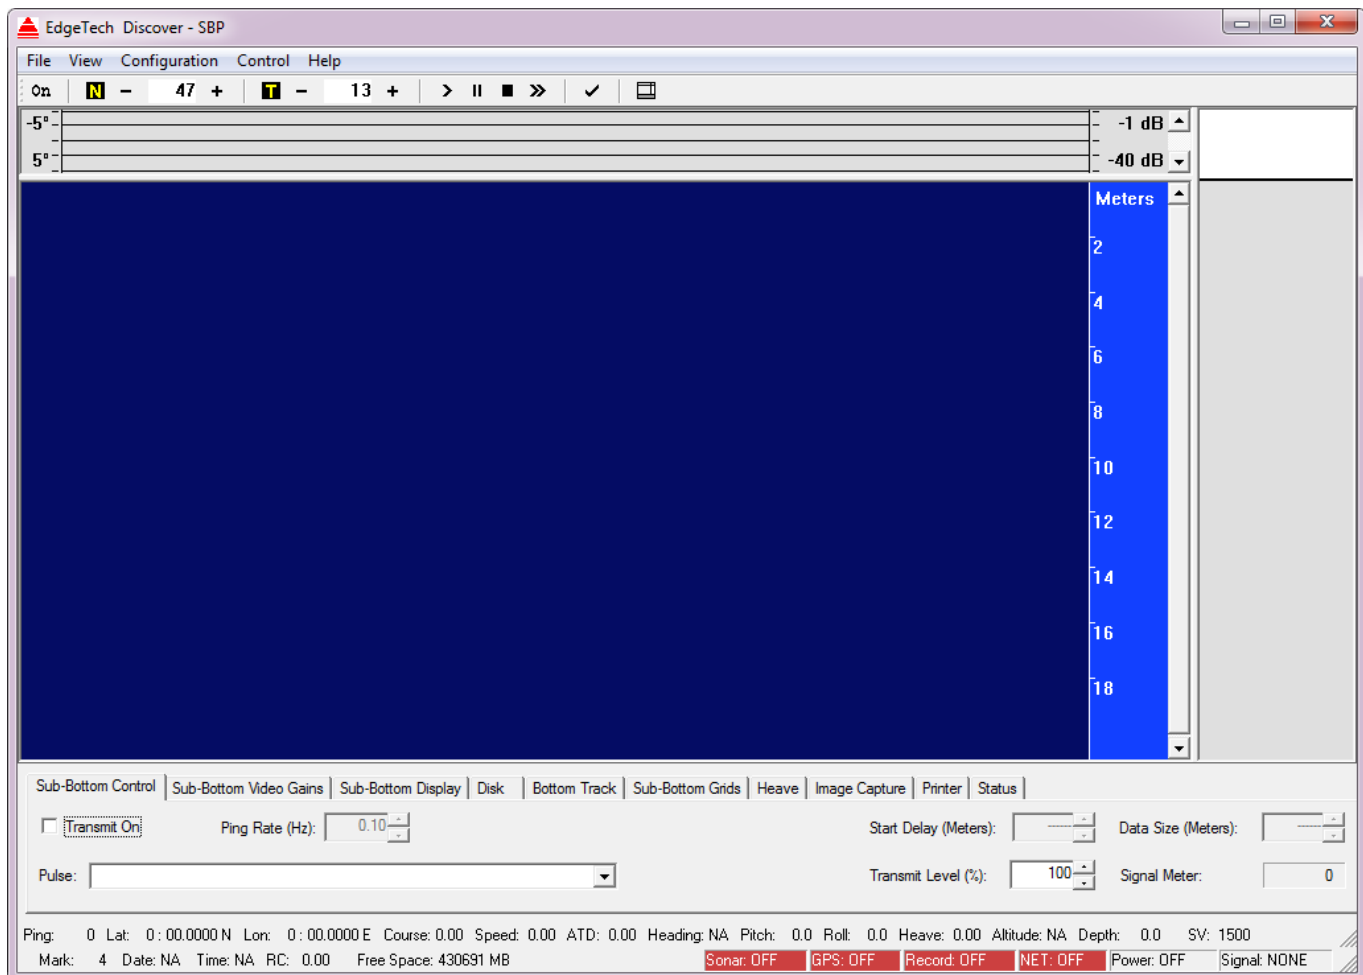 EdgeTech Discover - SBP
File View Configuration Control Help
On N - 47 + T - 13 +
-5° -1 dB
5° -40 dB
Meters
2
4
6
8
10
12
14
16
18
Sub-Bottom Control Sub-Bottom Video Gains Sub-Bottom Display Disk Bottom Track Sub-Bottom Grids Heave Image Capture Printer Status
Transmit On Ping Rate (Hz): 0.10 Start Delay (Meters): ------ Data Size (Meters): ------
Pulse: Transmit Level (%): 100 Signal Meter: 0
Ping: 0 Lat: 0 : 00.0000 N Lon: 0 : 00.0000 E Course: 0.00 Speed: 0.00 ATD: 0.00 Heading: NA Pitch: 0.0 Roll: 0.0 Heave: 0.00 Altitude: NA Depth: 0.0 SV: 1500
Mark: 4 Date: NA Time: NA RC: 0.00 Free Space: 430691 MB Sonar: OFF GPS: OFF Record: OFF NET: OFF Power: OFF Signal: NONE